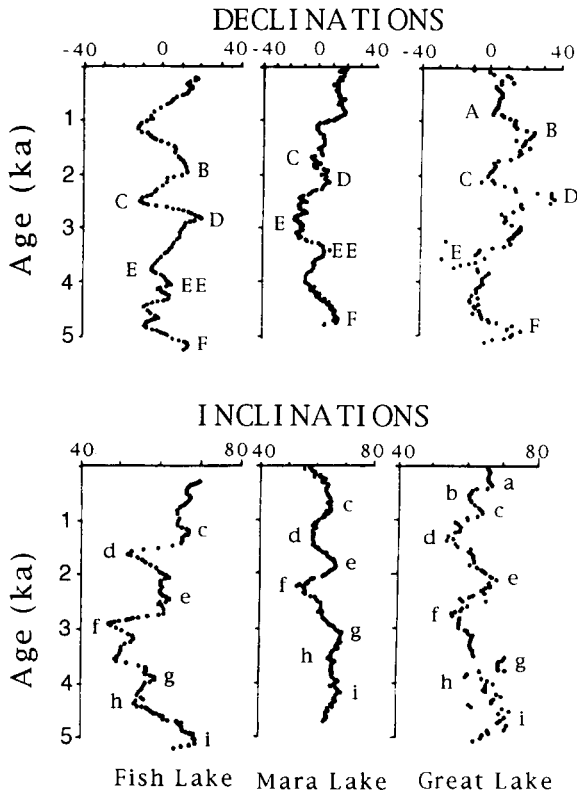 DECLINATIONS
-40 0 40 -40 0 40 -40 0 40
Age (ka)
1
2
3
4
5
B
C
D
E
EE
F
C
D
E
EE
F
A
B
C
D
E
F
INCLINATIONS
40 80 40 80 40 80
Age (ka)
1
2
3
4
5
c
d
e
f
g
h
i
c
d
e
f
g
h
i
a
b
c
d
e
f
g
h
i
Fish Lake Mara Lake Great Lake